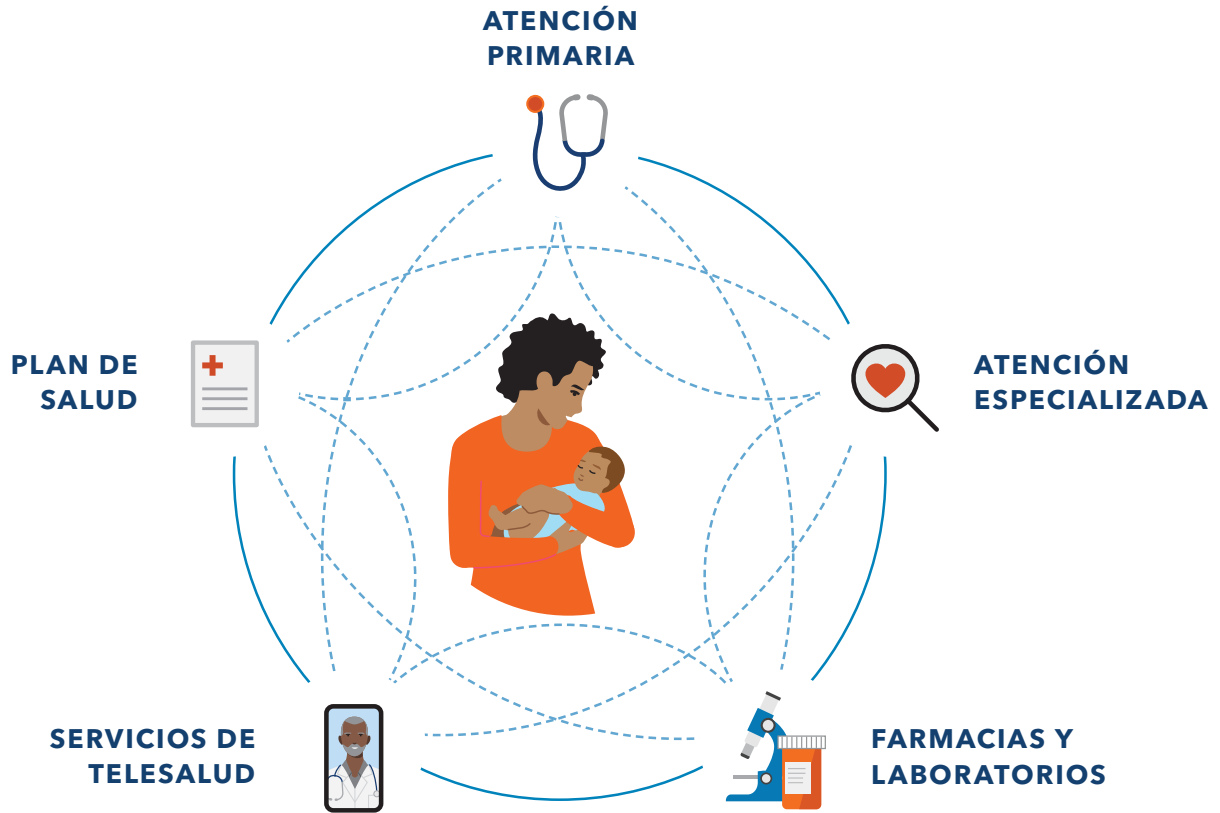 ATENCIÓN
PRIMARIA
PLAN DE
SALUD
ATENCIÓN
ESPECIALIZADA
SERVICIOS DE
TELESALUD
FARMACIAS Y
LABORATORIOS